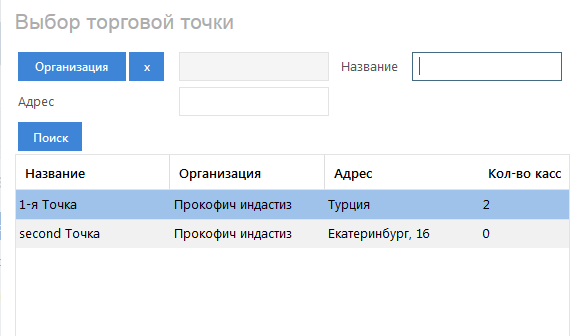 Выбор торговой точки
Организация x Название
Адрес
Поиск
Название Организация Адрес Кол-во касс
1-я Точка Прокофич индастиз Турция 2
second Точка Прокофич индастиз Екатеринбург, 16 0